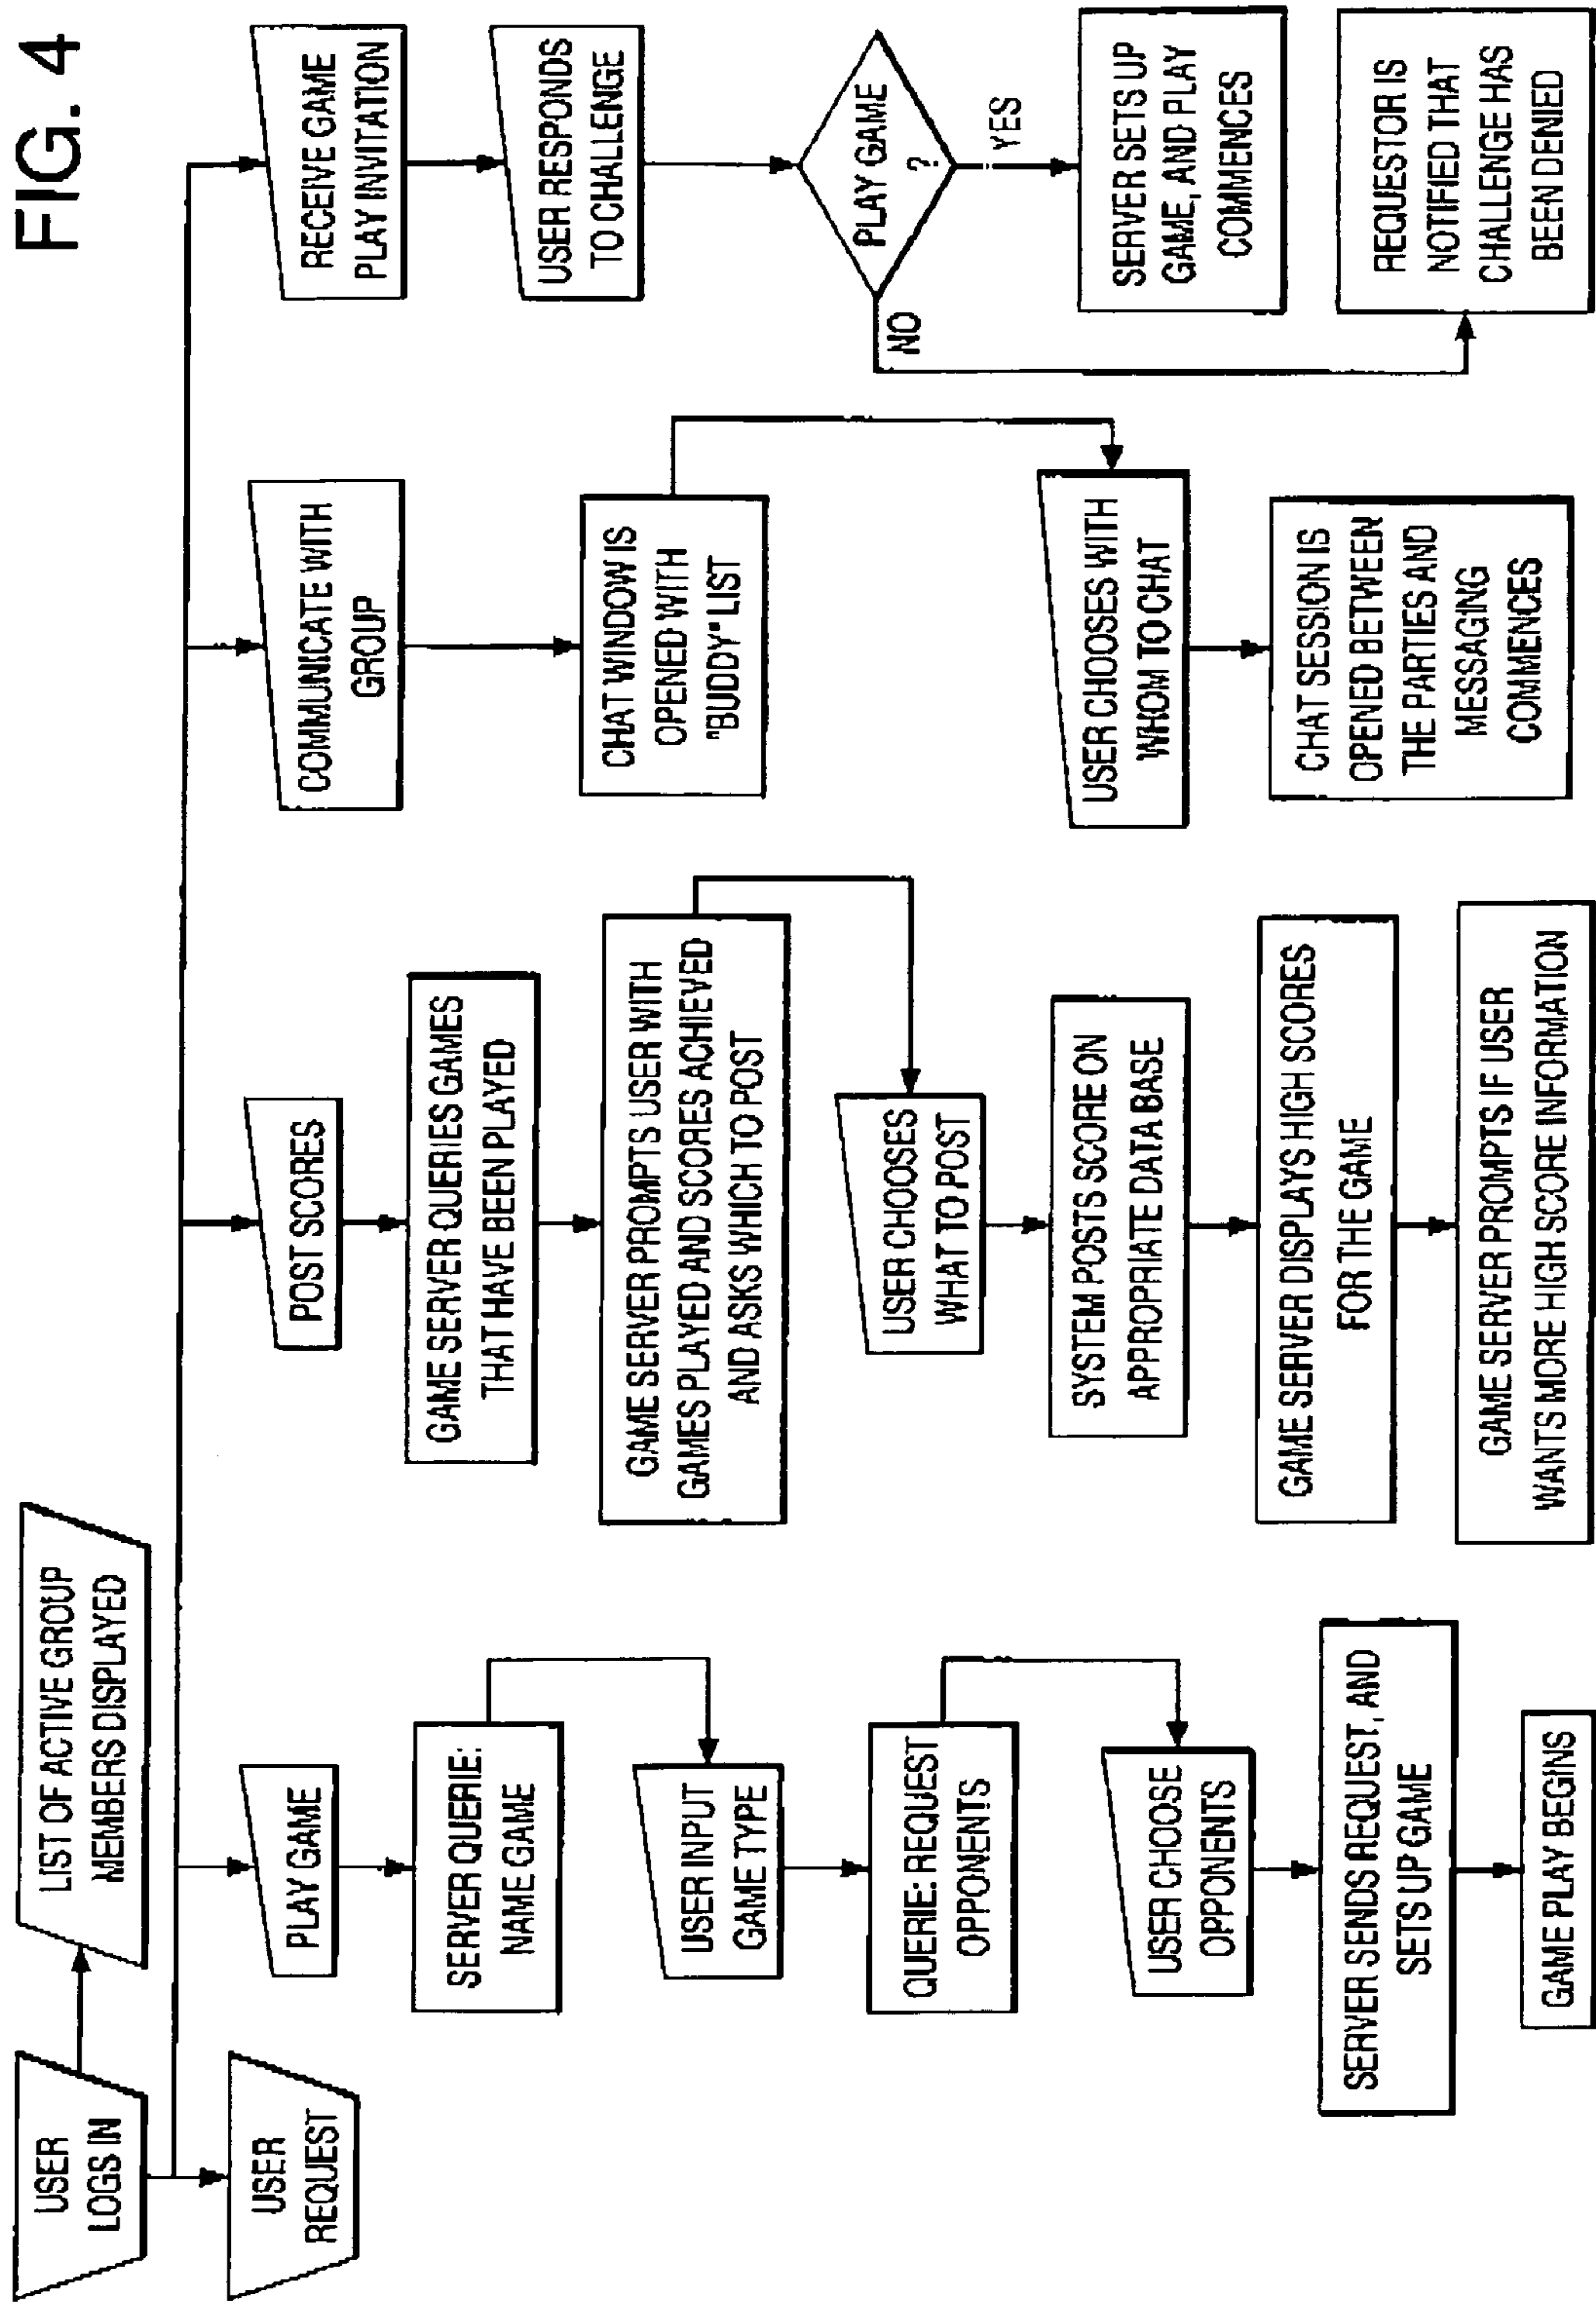 FIG. 4
USER
LOGS IN
LIST OF ACTIVE GROUP
MEMBERS DISPLAYED
USER
REQUEST
PLAY GAME
SERVER QUERIE:
NAME GAME
USER INPUT
GAME TYPE
QUERIE: REQUEST
OPPONENTS
USER CHOOSE
OPPONENTS
SERVER SENDS REQUEST, AND
SETS UP GAME
GAME PLAY BEGINS
POST SCORES
GAME SERVER QUERIES GAMES
THAT HAVE BEEN PLAYED
GAME SERVER PROMPTS USER WITH
GAMES PLAYED AND SCORES ACHIEVED
AND ASKS WHICH TO POST
USER CHOOSES
WHAT TO POST
SYSTEM POSTS SCORE ON
APPROPRIATE DATA BASE
GAME SERVER DISPLAYS HIGH SCORES
FOR THE GAME
GAME SERVER PROMPTS IF USER
WANTS MORE HIGH SCORE INFORMATION
COMMUNICATE WITH
GROUP
CHAT WINDOW IS
OPENED WITH
"BUDDY" LIST
USER CHOOSES WITH
WHOM TO CHAT
CHAT SESSION IS
OPENED BETWEEN
THE PARTIES AND
MESSAGING
COMMENCES
RECEIVE GAME
PLAY INVITATION
USER RESPONDS
TO CHALLENGE
PLAY GAME
?
NO
YES
SERVER SETS UP
GAME, AND PLAY
COMMENCES
REQUESTOR IS
NOTIFIED THAT
CHALLENGE HAS
BEEN DENIED